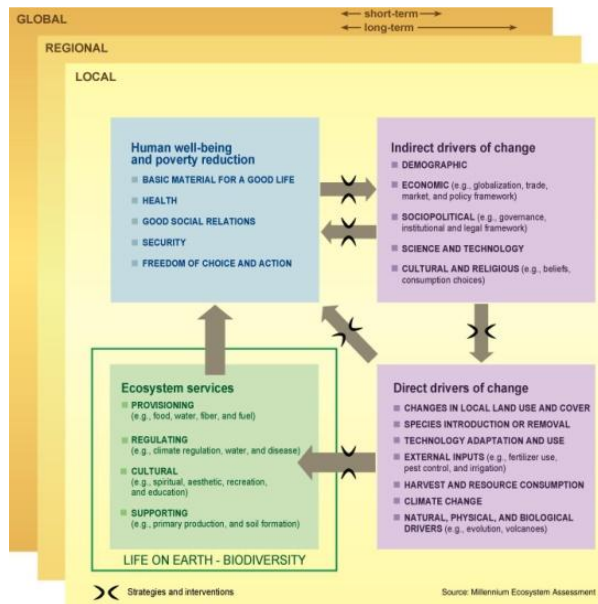 GLOBAL
short-term
long-term
REGIONAL
LOCAL
Human well-being
and poverty reduction
BASIC MATERIAL FOR A GOOD LIFE
HEALTH
GOOD SOCIAL RELATIONS
SECURITY
FREEDOM OF CHOICE AND ACTION
Indirect drivers of change
DEMOGRAPHIC
ECONOMIC (e.g., globalization, trade,
market, and policy framework)
SOCIOPOLITICAL (e.g., governance,
institutional and legal framework)
SCIENCE AND TECHNOLOGY
CULTURAL AND RELIGIOUS (e.g., beliefs,
consumption choices)
Ecosystem services
PROVISIONING
(e.g., food, water, fiber, and fuel)
REGULATING
(e.g., climate regulation, water, and disease)
CULTURAL
(e.g., spiritual, aesthetic, recreation,
and education)
SUPPORTING
(e.g., primary production, and soil formation)
LIFE ON EARTH - BIODIVERSITY
Direct drivers of change
CHANGES IN LOCAL LAND USE AND COVER
SPECIES INTRODUCTION OR REMOVAL
TECHNOLOGY ADAPTATION AND USE
EXTERNAL INPUTS (e.g., fertilizer use,
pest control, and irrigation)
HARVEST AND RESOURCE CONSUMPTION
CLIMATE CHANGE
NATURAL, PHYSICAL, AND BIOLOGICAL
DRIVERS (e.g., evolution, volcanoes)
Strategies and interventions
Source: Millennium Ecosystem Assessment